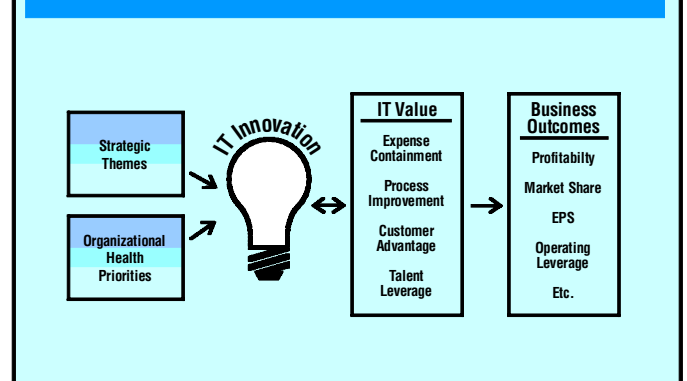 Strategic
Themes
Organizational
Health
Priorities
IT Innovation
IT Value
Expense
Containment
Process
Improvement
Customer
Advantage
Talent
Leverage
Business
Outcomes
Profitabilty
Market Share
EPS
Operating
Leverage
Etc.